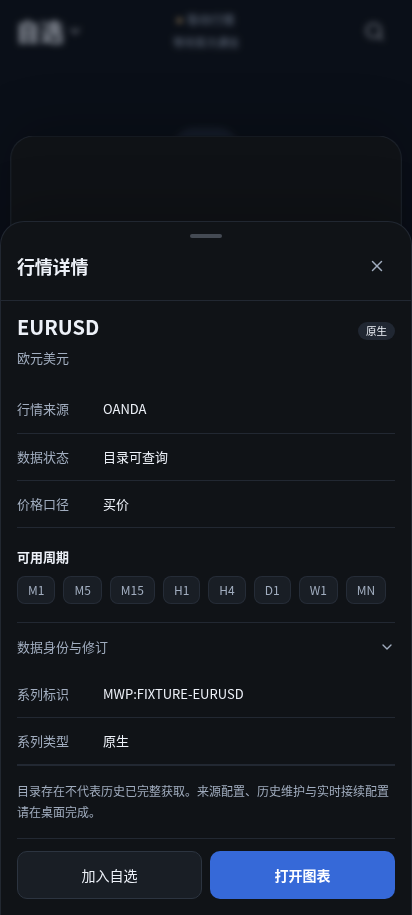 自选
行情详情
EURUSD
原生
欧元美元
行情来源 OANDA
数据状态 目录可查询
价格口径 买价
可用周期
M1 M5 M15 H1 H4 D1 W1 MN
数据身份与修订
系列标识 MWP:FIXTURE-EURUSD
系列类型 原生
目录存在不代表历史已完整获取。来源配置、历史维护与实时接续配置
请在桌面完成。
加入自选 打开图表